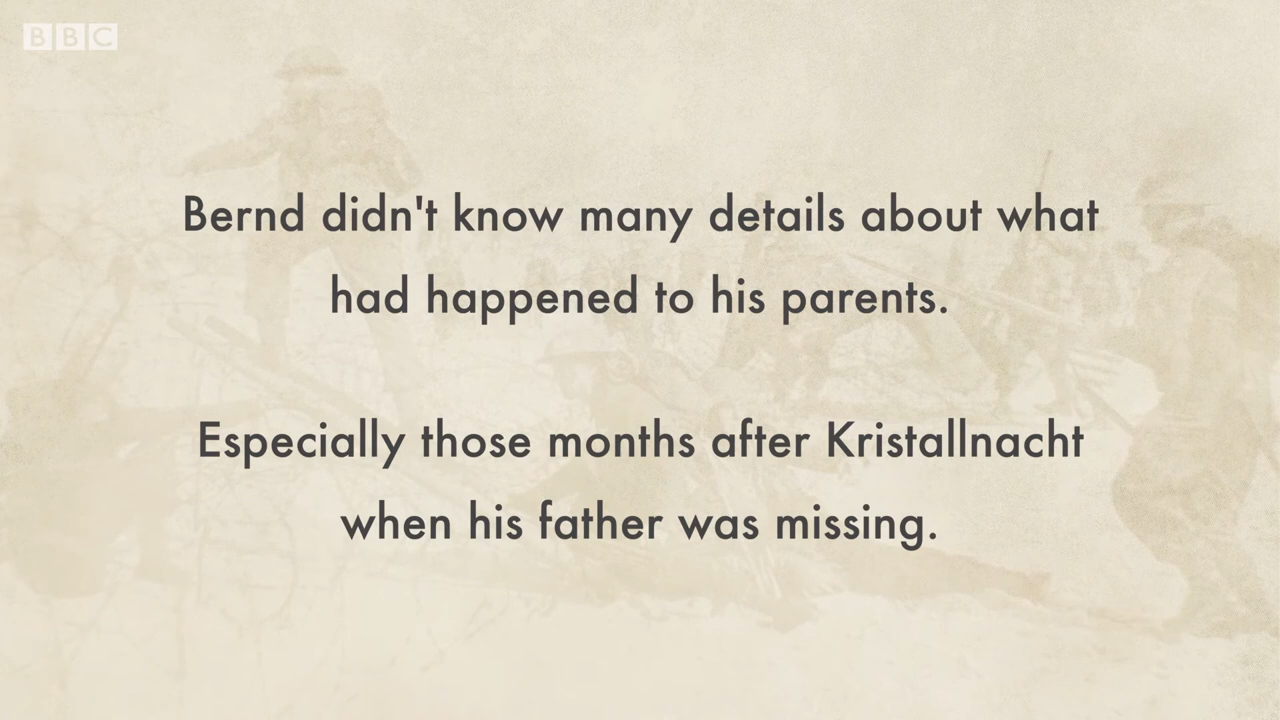 BBC
Bernd didn't know many details about what
had happened to his parents.
Especially those months after Kristallnacht
when his father was missing.